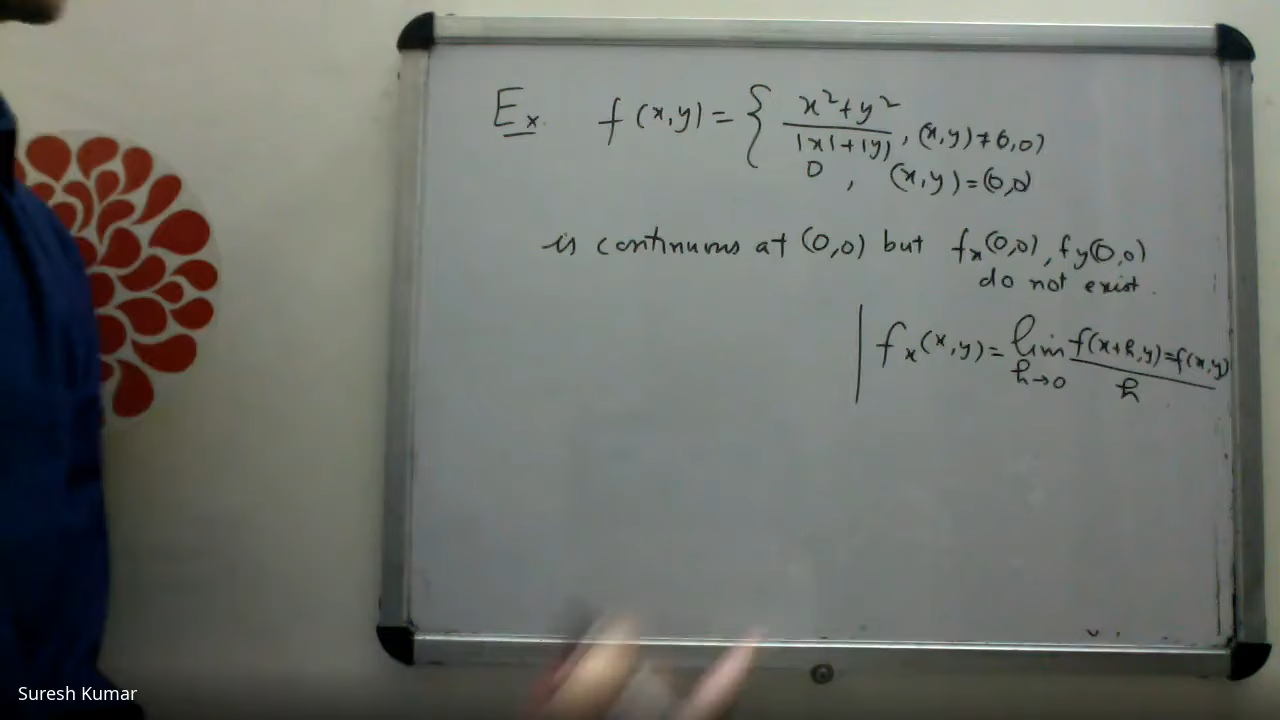 Ex. f(x,y) = { x²+y² / |x|+|y| , (x,y)≠(0,0)
0 , (x,y)=(0,0)
is continuous at (0,0) but fx(0,0), fy(0,0)
do not exist.
fx(x,y) = lim h→0 f(x+h,y)=f(x,y) / h
Suresh Kumar